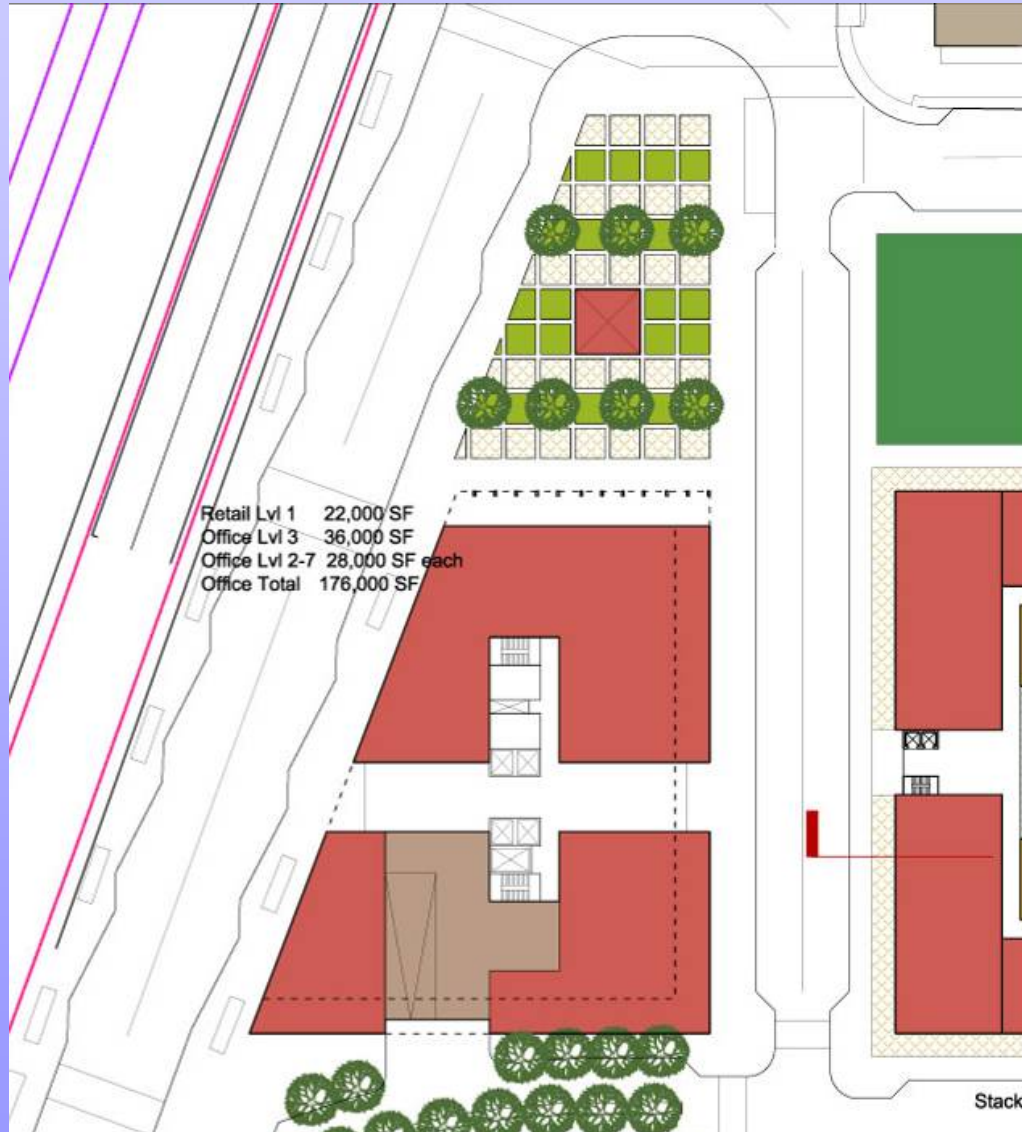 Retail Lvl 1 22,000 SF
Office Lvl 3 36,000 SF
Office Lvl 2-7 28,000 SF each
Office Total 176,000 SF
Stack